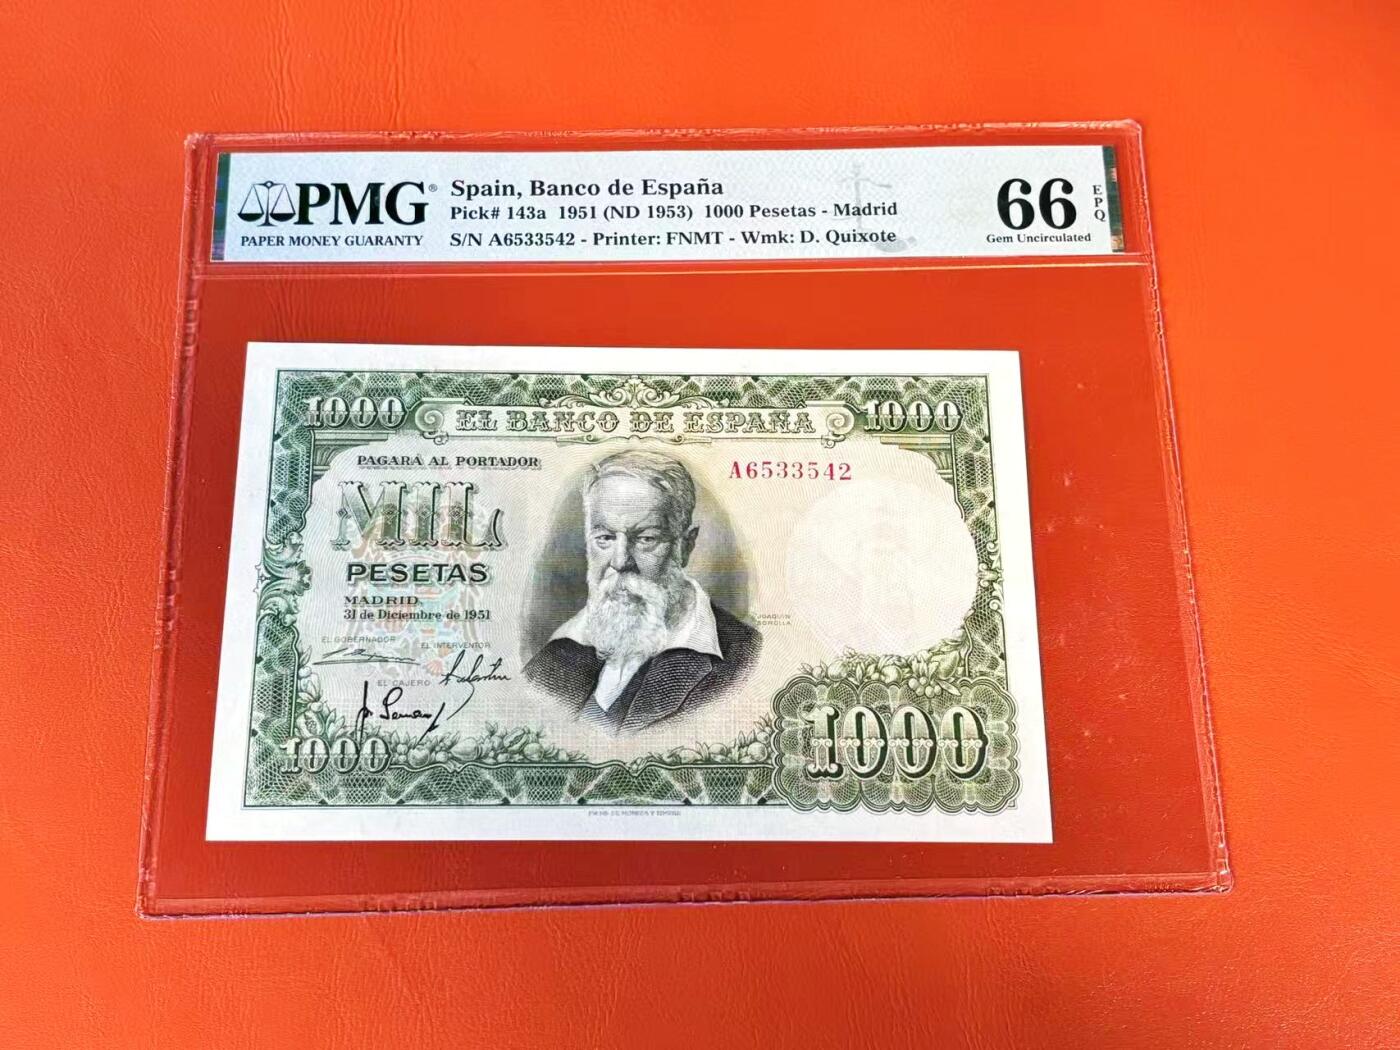 PMG®
PAPER MONEY GUARANTY
Spain, Banco de España
Pick# 143a 1951 (ND 1953) 1000 Pesetas - Madrid
S/N A6533542 - Printer: FNMT - Wmk: D. Quixote
66
EPQ
Gem Uncirculated
1000
EL BANCO DE ESPAÑA
1000
PAGARÁ AL PORTADOR
A6533542
MIL
PESETAS
MADRID
31 de Diciembre de 1951
JOAQUIN
SOROLLA
EL GOBERNADOR
EL INTERVENTOR
EL CAJERO
1000
1000